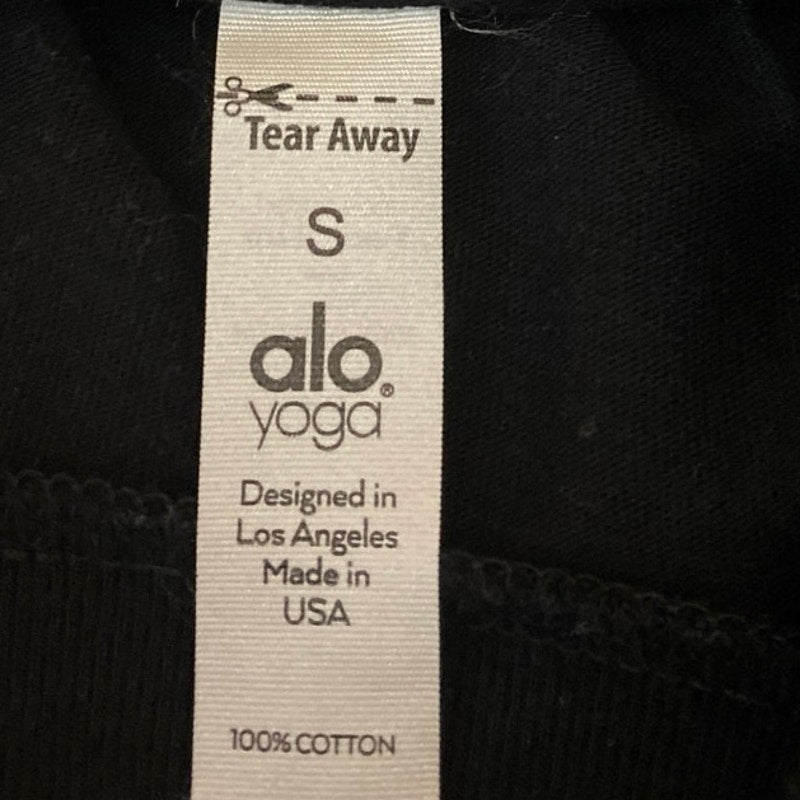 Tear Away
S
alo®
yoga
Designed in
Los Angeles
Made in
USA
100% COTTON